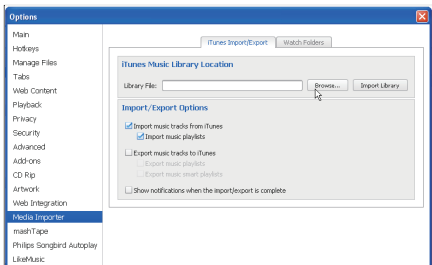 Options
Main
Hotkeys
Manage Files
Tabs
Web Content
Playback
Privacy
Security
Advanced
Add-ons
CD Rip
Artwork
Web Integration
Media Importer
mashTape
Philips Songbird Autoplay
LikeMusic
iTunes Import/Export
Watch Folders
iTunes Music Library Location
Library File:
Browse...
Import Library
Import/Export Options
Import music tracks from iTunes
Import music playlists
Export music tracks to iTunes
Export music playlists
Export music smart playlists
Show notifications when the import/export is complete